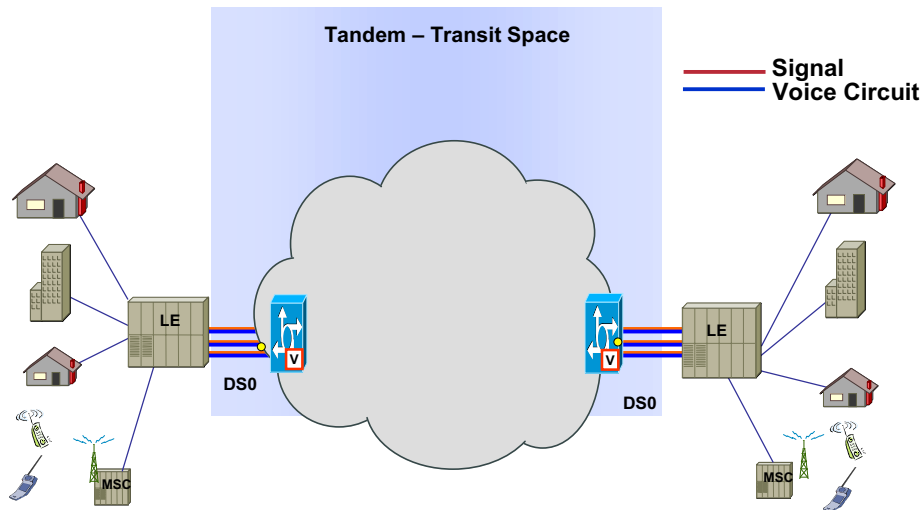 Tandem – Transit Space
Signal
Voice Circuit
LE
LE
V
V
DS0
DS0
MSC
MSC